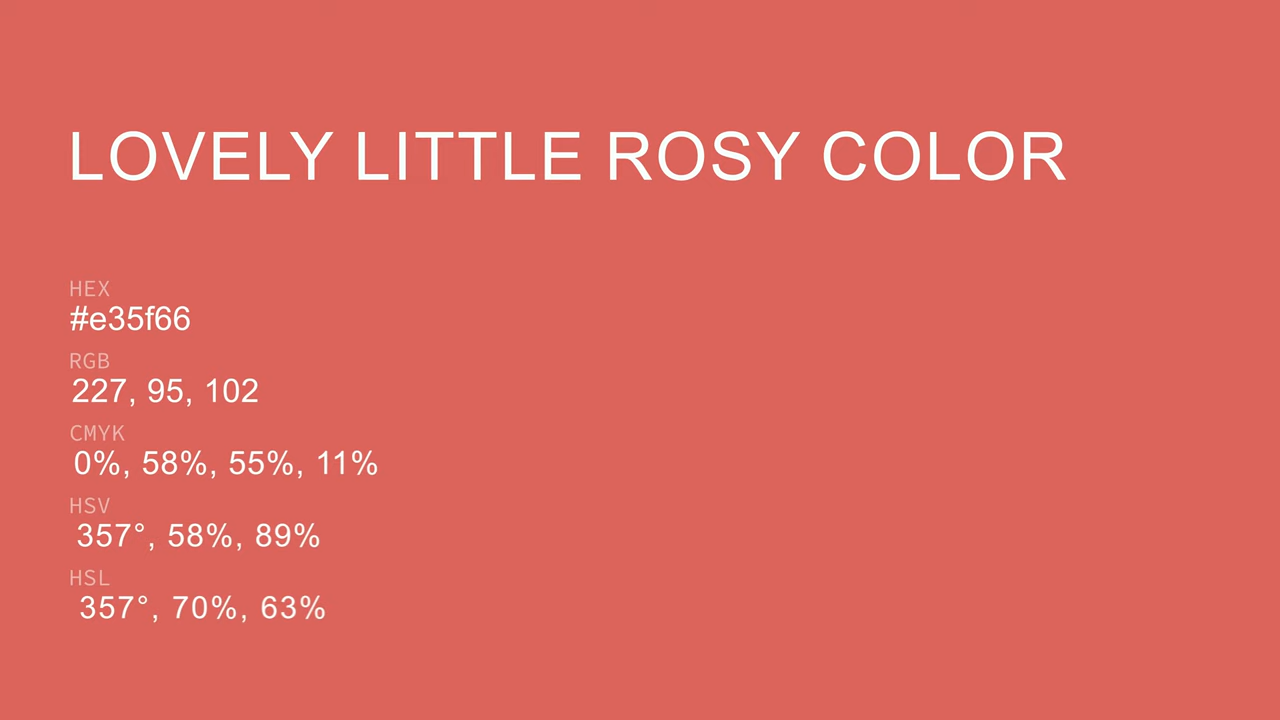 LOVELY LITTLE ROSY COLOR
HEX
#e35f66
RGB
227, 95, 102
CMYK
0%, 58%, 55%, 11%
HSV
357°, 58%, 89%
HSL
357°, 70%, 63%